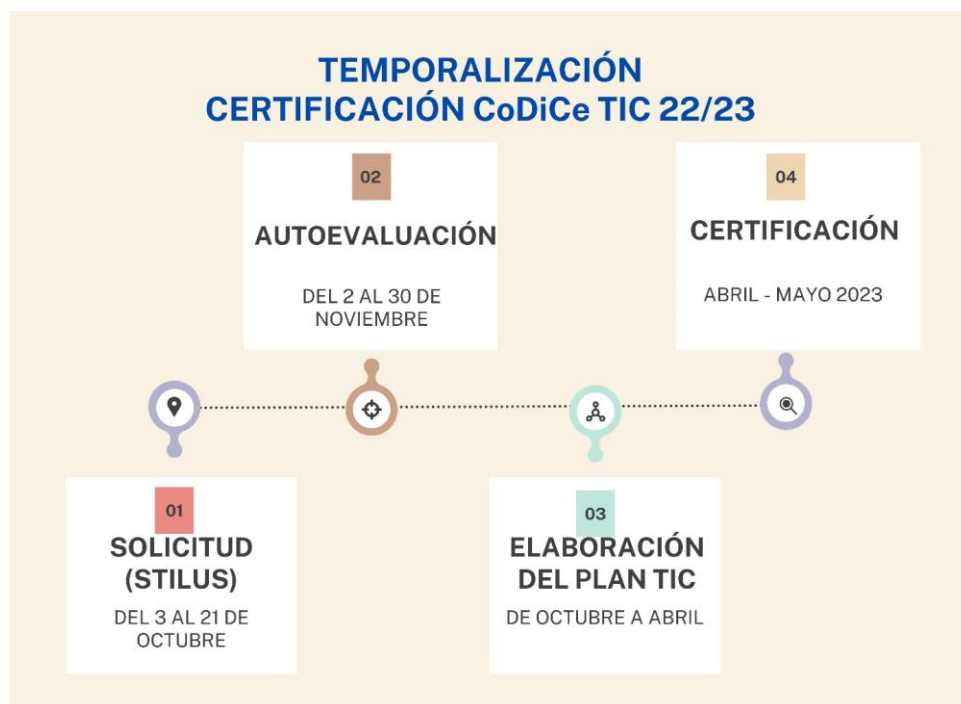 TEMPORALIZACIÓN
CERTIFICACIÓN CoDiCe TIC 22/23
01
SOLICITUD
(STILUS)
DEL 3 AL 21 DE
OCTUBRE
02
AUTOEVALUACIÓN
DEL 2 AL 30 DE
NOVIEMBRE
03
ELABORACIÓN
DEL PLAN TIC
DE OCTUBRE A ABRIL
04
CERTIFICACIÓN
ABRIL - MAYO 2023